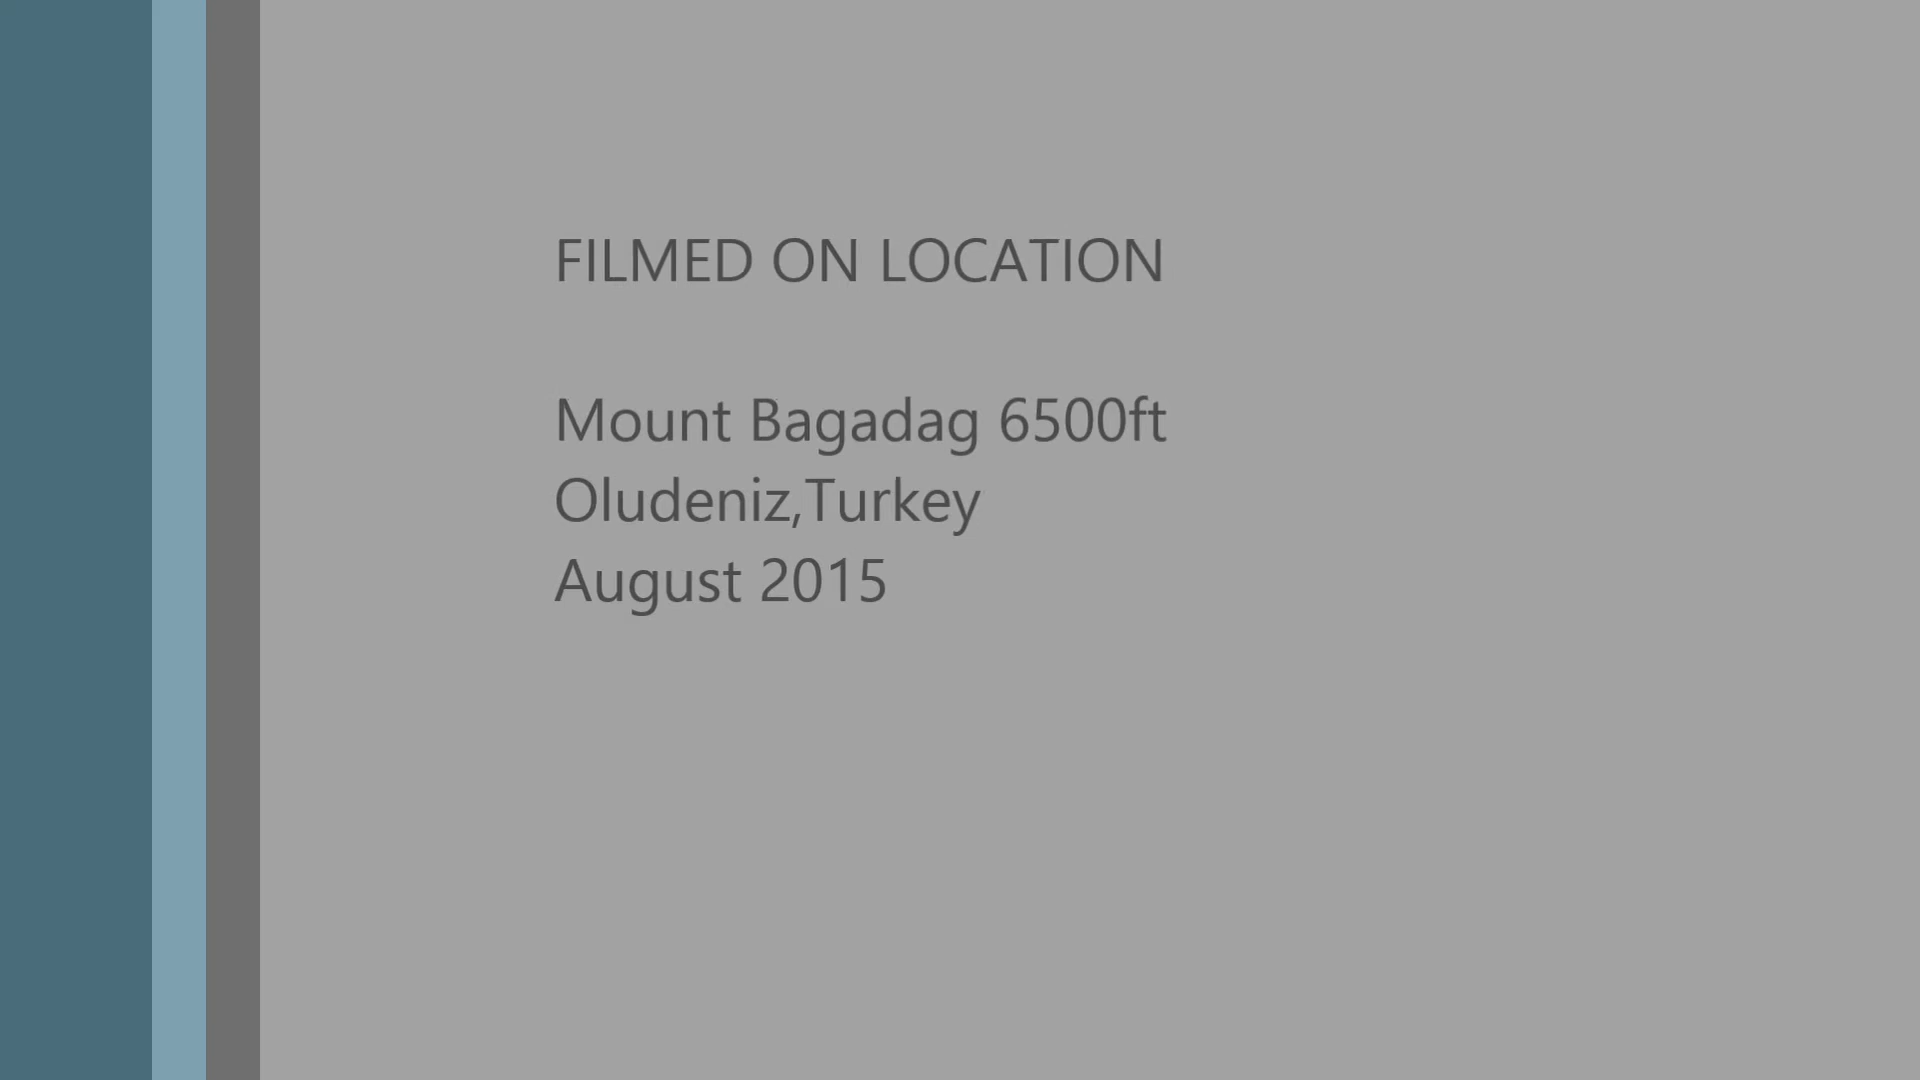 FILMED ON LOCATION
Mount Bagadag 6500ft
Oludeniz,Turkey
August 2015